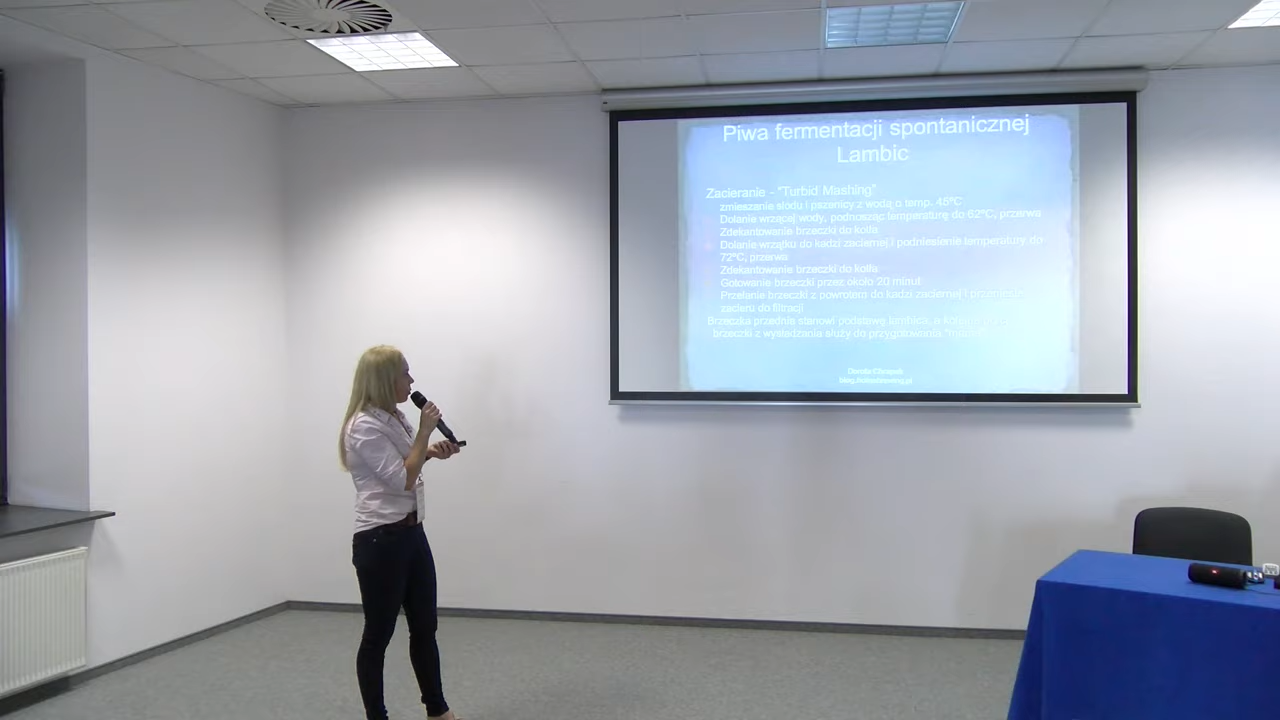 Piwa fermentacji spontanicznej
Lambic
Zacieranie - "Turbid Mashing"
zmieszanie słodu i pszenicy z wodą o temp. 45°C
Dolanie wrzącej wody, podnosząc temperaturę do 62°C, przerwa
Zdekantowanie brzeczki do kotła
Dolanie wrzątku do kadzi zaciernej i podniesienie temperatury do
72°C, przerwa
Zdekantowanie brzeczki do kotła
Gotowanie brzeczki przez około 20 minut
Przelanie brzeczki z powrotem do kadzi zaciernej i
zacieru do filtracji
Brzeczka przednia stanowi podstawę lambica, a
brzeczki z wysładzania służy do przygotowania
Dorota Chrapek